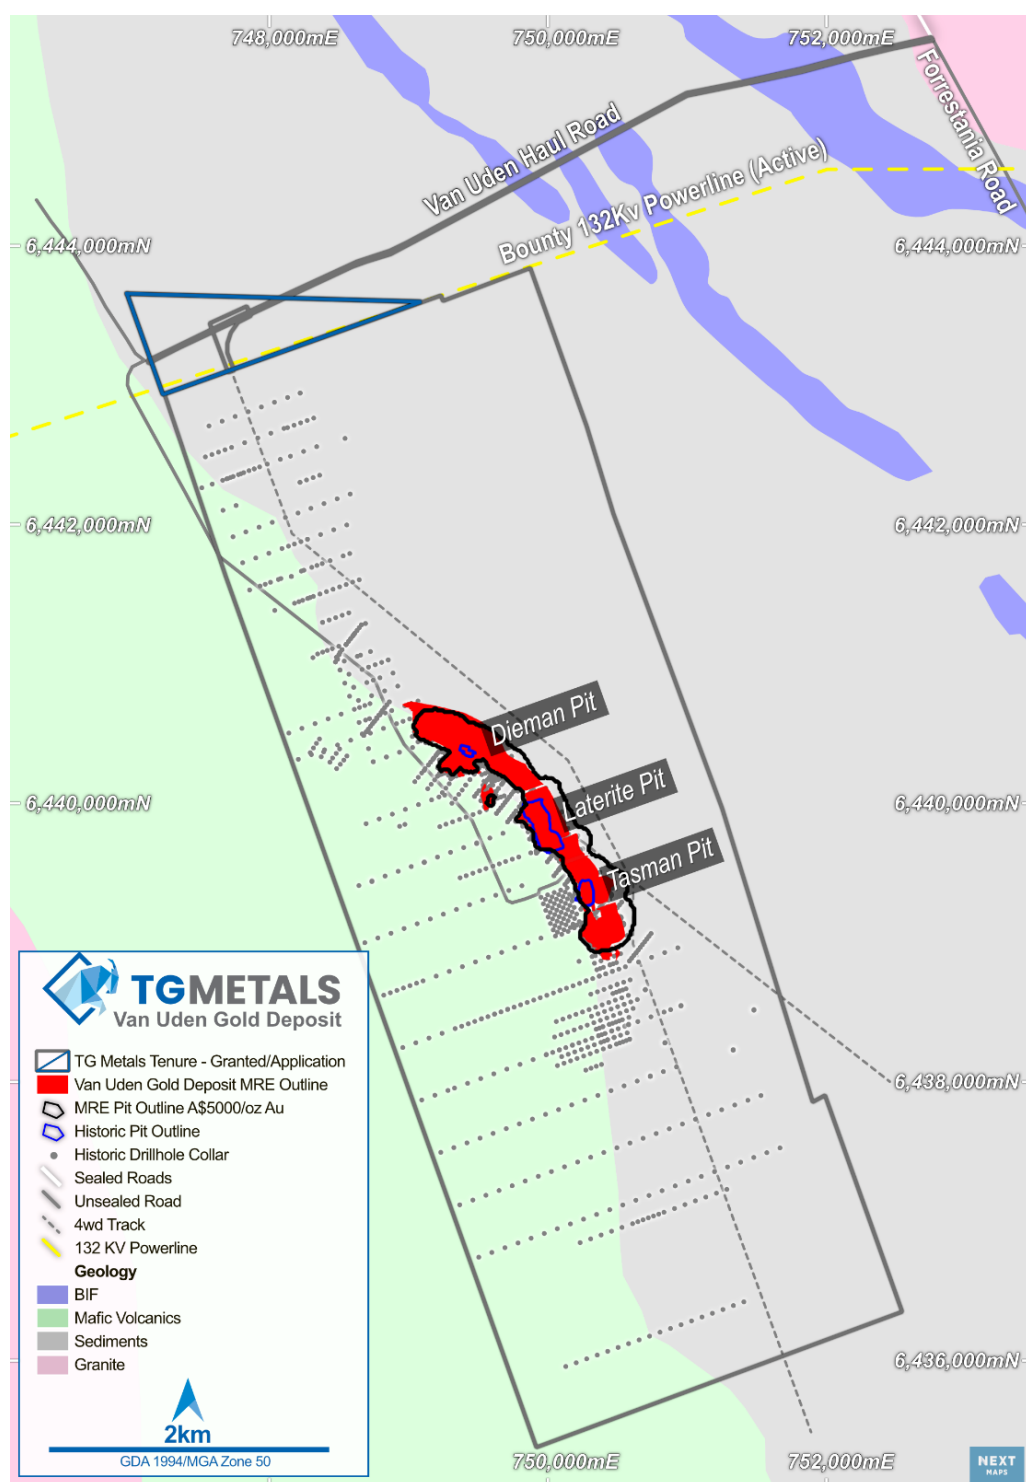 748,000mE
750,000mE
752,000mE
Forrestania Road
Van Uden Haul Road
Bounty 132Kv Powerline (Active)
6,444,000mN
6,444,000mN
6,442,000mN
6,442,000mN
Dieman Pit
Laterite Pit
6,440,000mN
6,440,000mN
Tasman Pit
TGMETALS
Van Uden Gold Deposit
TG Metals Tenure - Granted/Application
Van Uden Gold Deposit MRE Outline
MRE Pit Outline A$5000/oz Au
Historic Pit Outline
Historic Drillhole Collar
Sealed Roads
Unsealed Road
4wd Track
132 KV Powerline
Geology
BIF
Mafic Volcanics
Sediments
Granite
2km
GDA 1994/MGA Zone 50
6,438,000mN
6,436,000mN
750,000mE
752,000mE
NEXT
MAPS